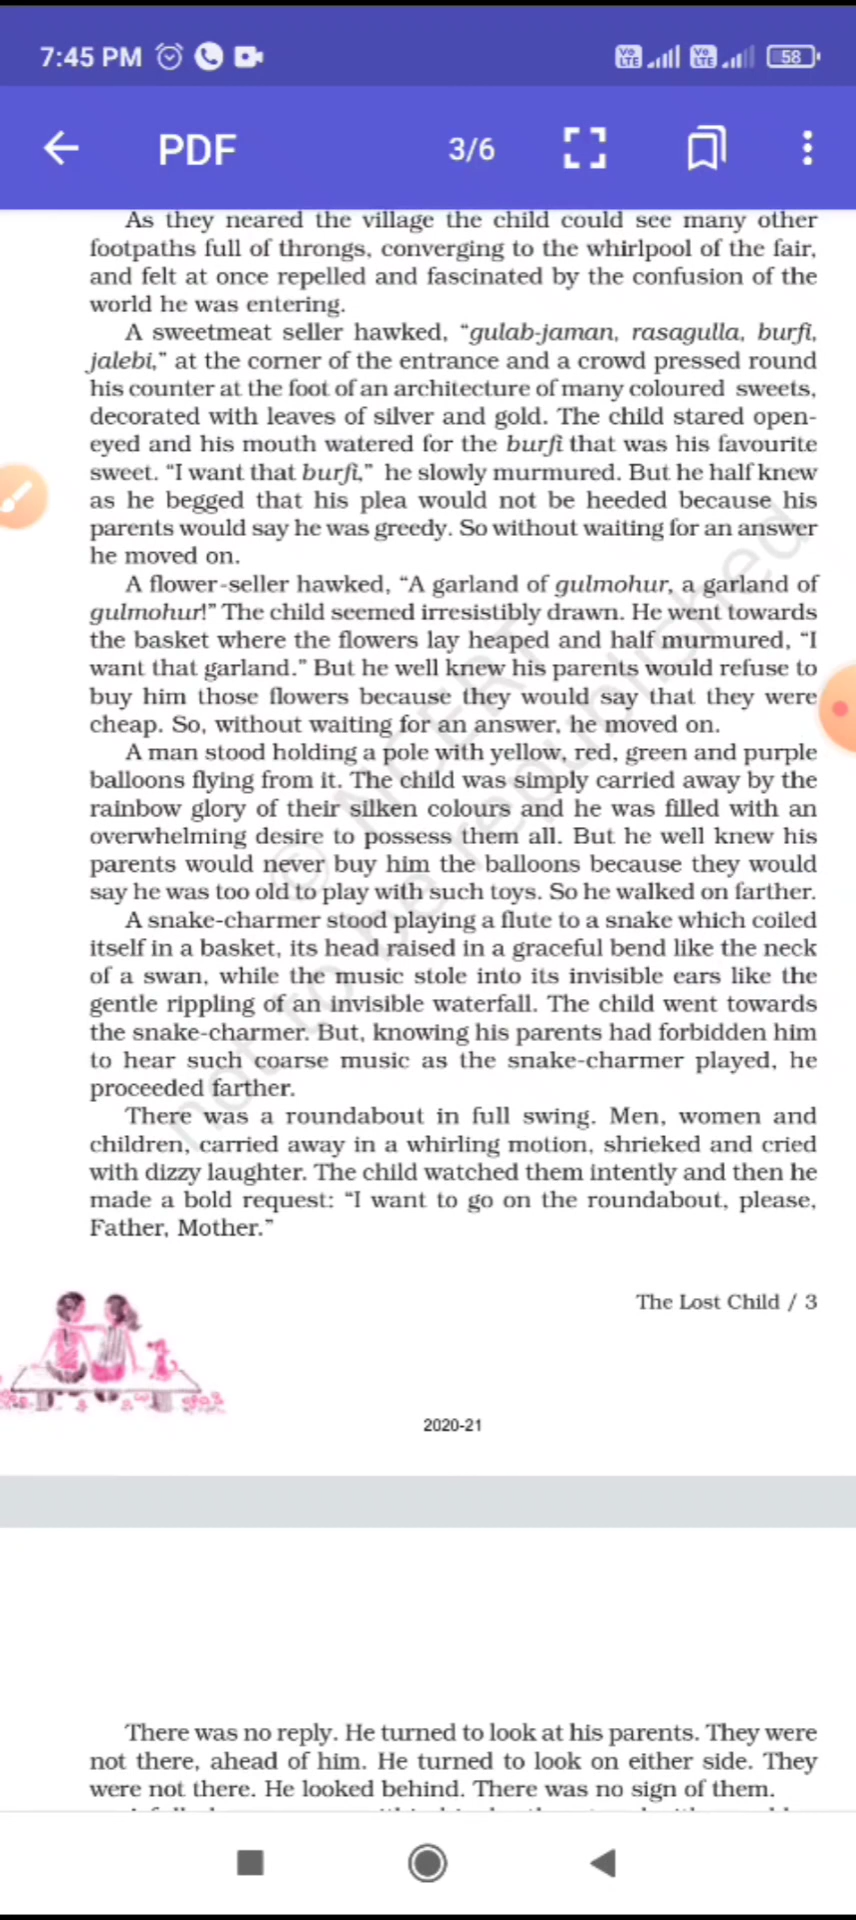 7:45 PM
Vo LTE Vo LTE 58
PDF 3/6
As they neared the village the child could see many other
footpaths full of throngs, converging to the whirlpool of the fair,
and felt at once repelled and fascinated by the confusion of the
world he was entering.
A sweetmeat seller hawked, “gulab-jaman, rasagulla, burfi,
jalebi,” at the corner of the entrance and a crowd pressed round
his counter at the foot of an architecture of many coloured sweets,
decorated with leaves of silver and gold. The child stared open-
eyed and his mouth watered for the burfi that was his favourite
sweet. “I want that burfi,” he slowly murmured. But he half knew
as he begged that his plea would not be heeded because his
parents would say he was greedy. So without waiting for an answer
he moved on.
A flower-seller hawked, “A garland of gulmohur, a garland of
gulmohur!” The child seemed irresistibly drawn. He went towards
the basket where the flowers lay heaped and half murmured, “I
want that garland.” But he well knew his parents would refuse to
buy him those flowers because they would say that they were
cheap. So, without waiting for an answer, he moved on.
A man stood holding a pole with yellow, red, green and purple
balloons flying from it. The child was simply carried away by the
rainbow glory of their silken colours and he was filled with an
overwhelming desire to possess them all. But he well knew his
parents would never buy him the balloons because they would
say he was too old to play with such toys. So he walked on farther.
A snake-charmer stood playing a flute to a snake which coiled
itself in a basket, its head raised in a graceful bend like the neck
of a swan, while the music stole into its invisible ears like the
gentle rippling of an invisible waterfall. The child went towards
the snake-charmer. But, knowing his parents had forbidden him
to hear such coarse music as the snake-charmer played, he
proceeded farther.
There was a roundabout in full swing. Men, women and
children, carried away in a whirling motion, shrieked and cried
with dizzy laughter. The child watched them intently and then he
made a bold request: “I want to go on the roundabout, please,
Father, Mother.”
© NCERT
not to be republished
The Lost Child / 3
2020-21
There was no reply. He turned to look at his parents. They were
not there, ahead of him. He turned to look on either side. They
were not there. He looked behind. There was no sign of them.